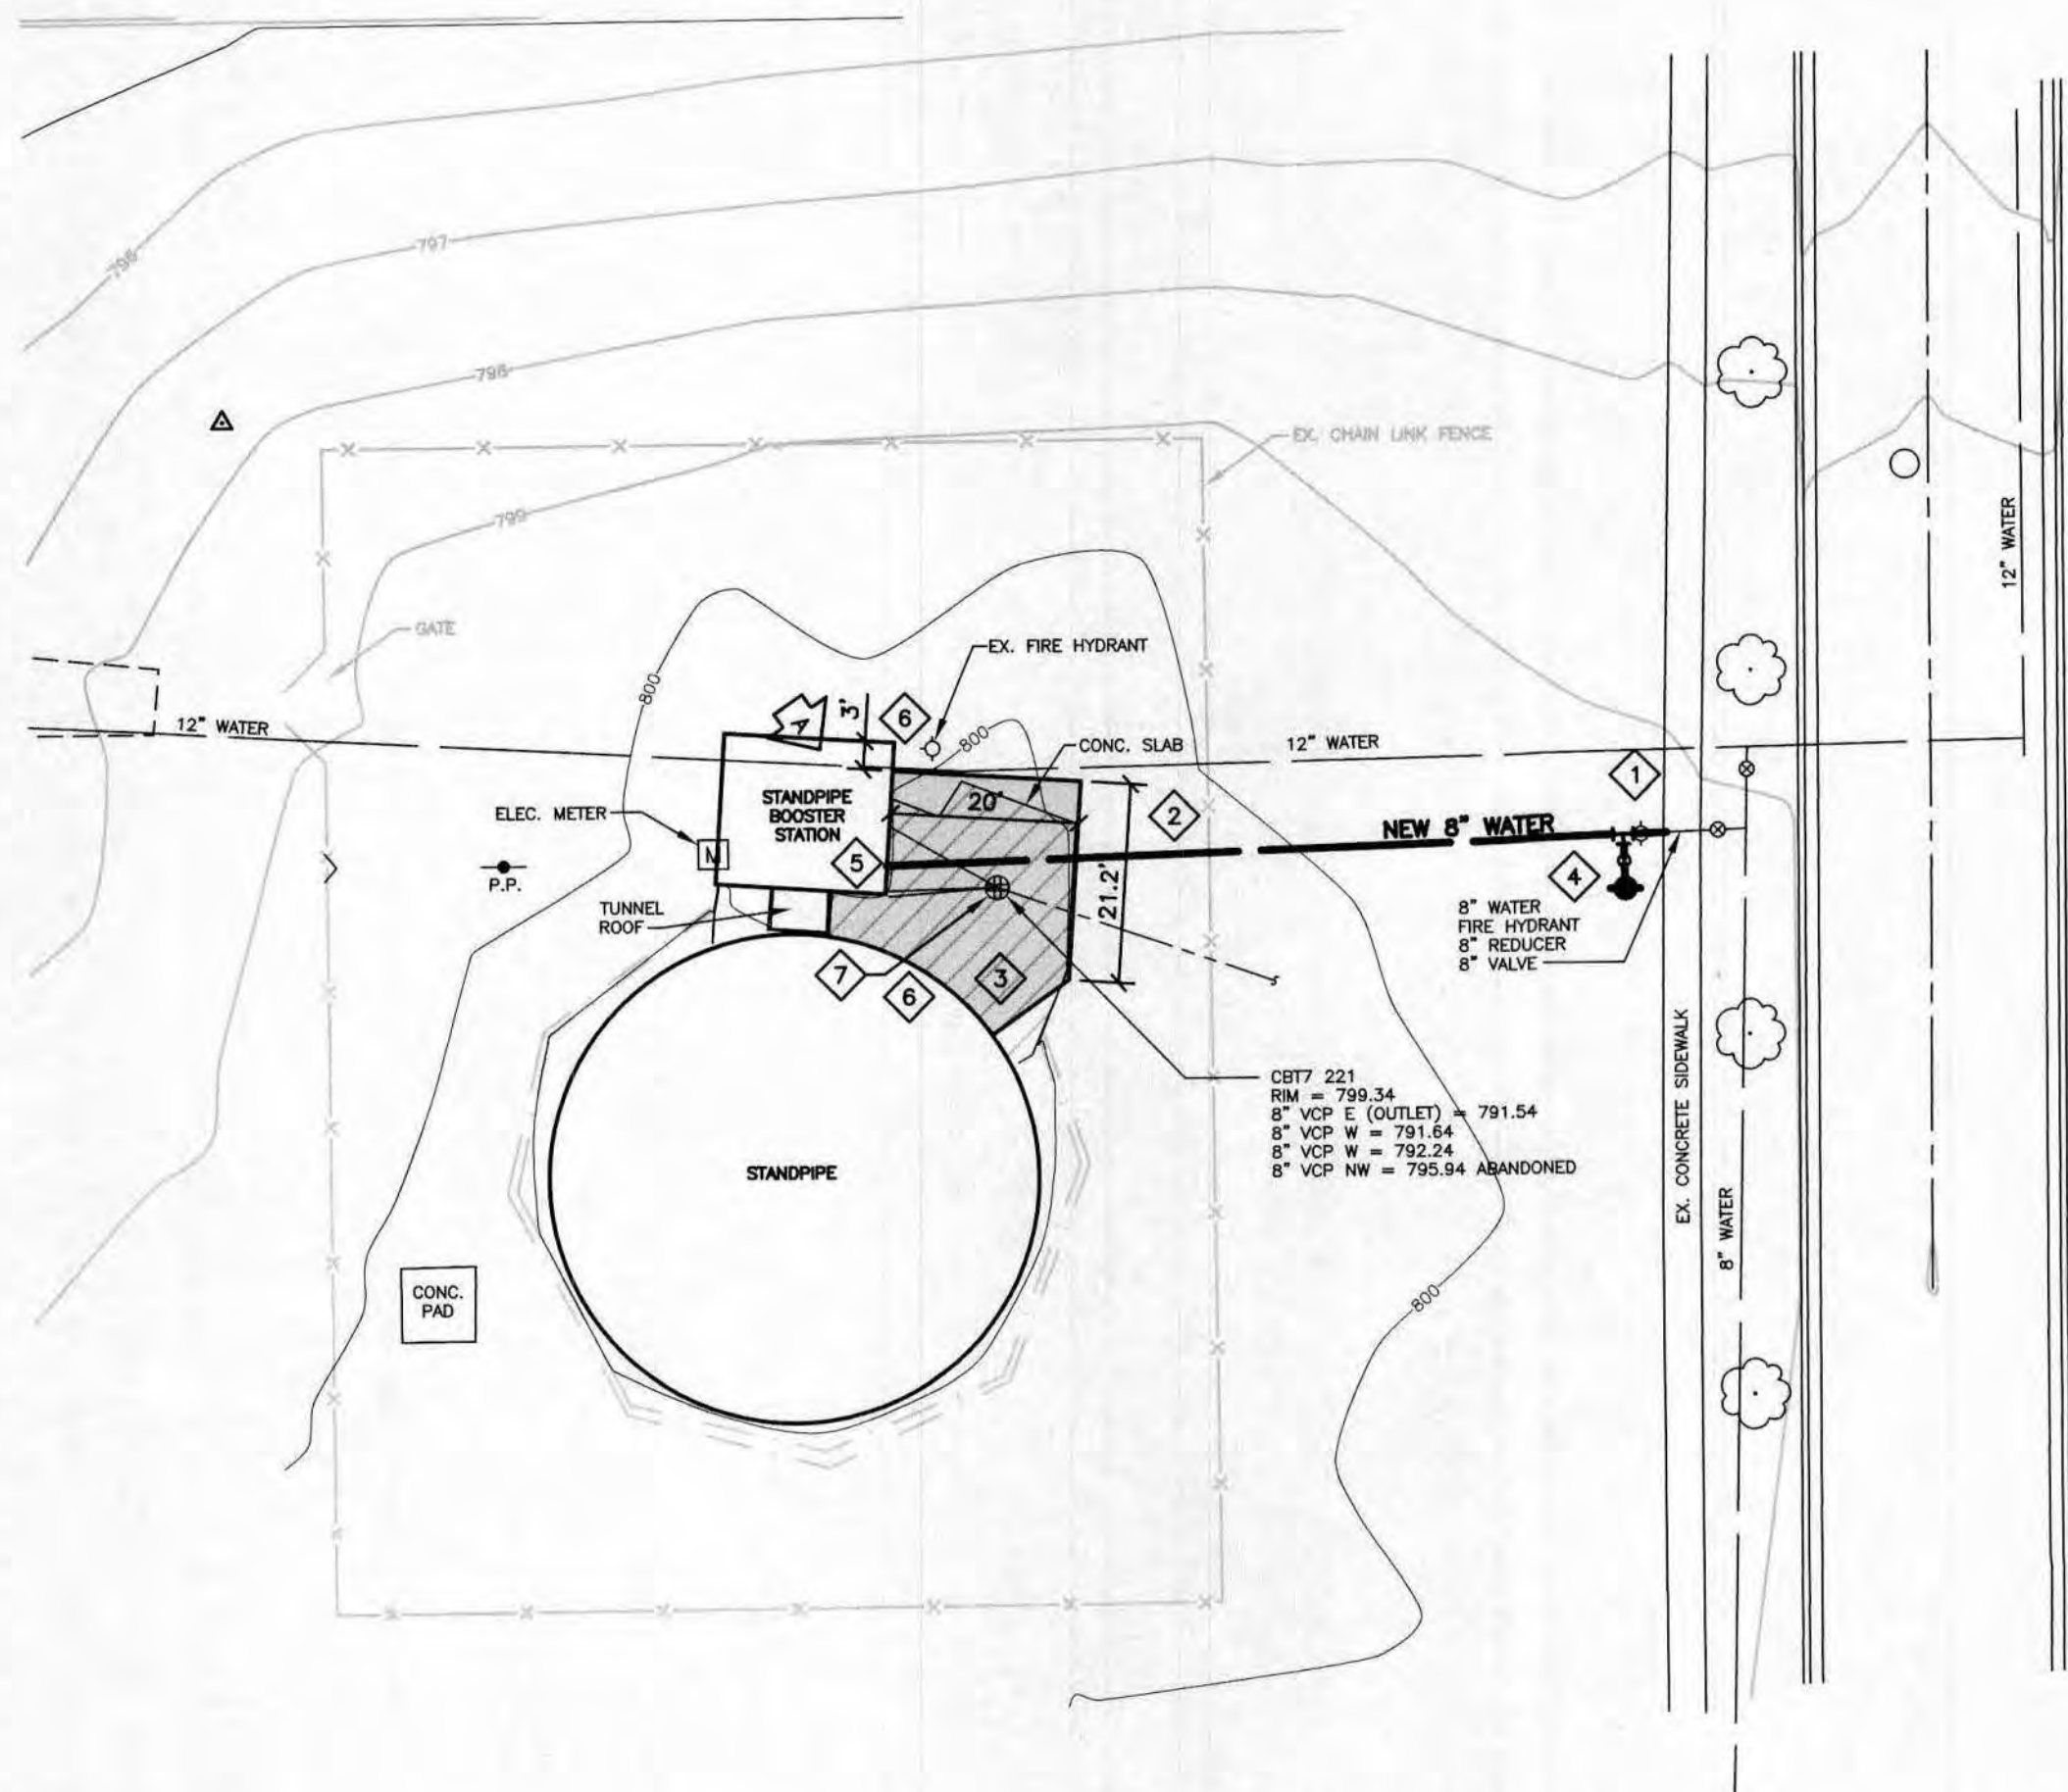 796
797
798
EX. CHAIN LINK FENCE
799
12" WATER
GATE
EX. FIRE HYDRANT
800
A
3'
6
12" WATER
800
CONC. SLAB
12" WATER
1
STANDPIPE
BOOSTER
STATION
20'
2
ELEC. METER
M
5
NEW 8" WATER
P.P.
21.2'
4
TUNNEL
ROOF
8" WATER
FIRE HYDRANT
8" REDUCER
8" VALVE
7
6
3
CBT7 221
RIM = 799.34
8" VCP E (OUTLET) = 791.54
8" VCP W = 791.64
8" VCP W = 792.24
8" VCP NW = 795.94 ABANDONED
EX. CONCRETE SIDEWALK
STANDPIPE
8" WATER
CONC.
PAD
800